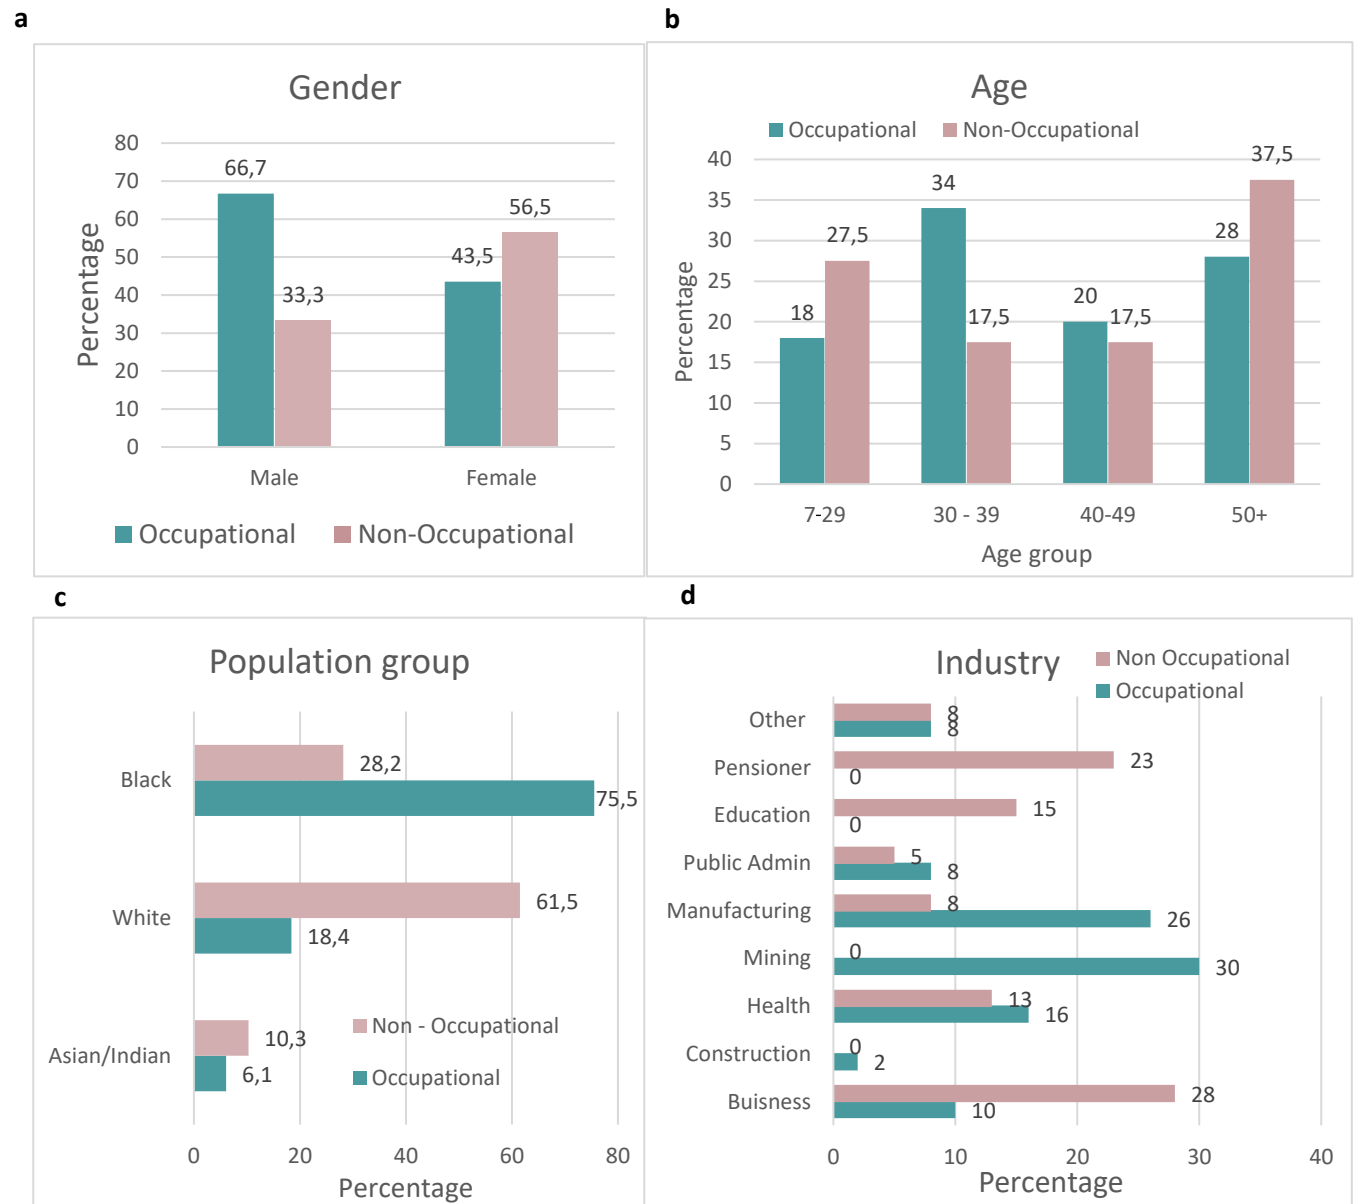 a
Gender
80
70
60
50
40
30
20
10
0
Percentage
66,7
33,3
43,5
56,5
Male
Female
Occupational
Non-Occupational
b
Age
Occupational
Non-Occupational
40
35
30
25
20
15
10
5
0
Percentage
18
27,5
34
17,5
20
17,5
28
37,5
7-29
30 - 39
40-49
50+
Age group
c
Population group
Black
28,2
75,5
White
61,5
18,4
Asian/Indian
10,3
6,1
Non - Occupational
Occupational
0
20
40
60
80
Percentage
d
Industry
Non Occupational
Occupational
Other
8
8
Pensioner
23
0
Education
15
0
Public Admin
5
8
Manufacturing
8
26
Mining
0
30
Health
13
16
Construction
0
2
Buisness
28
10
0
10
20
30
40
Percentage